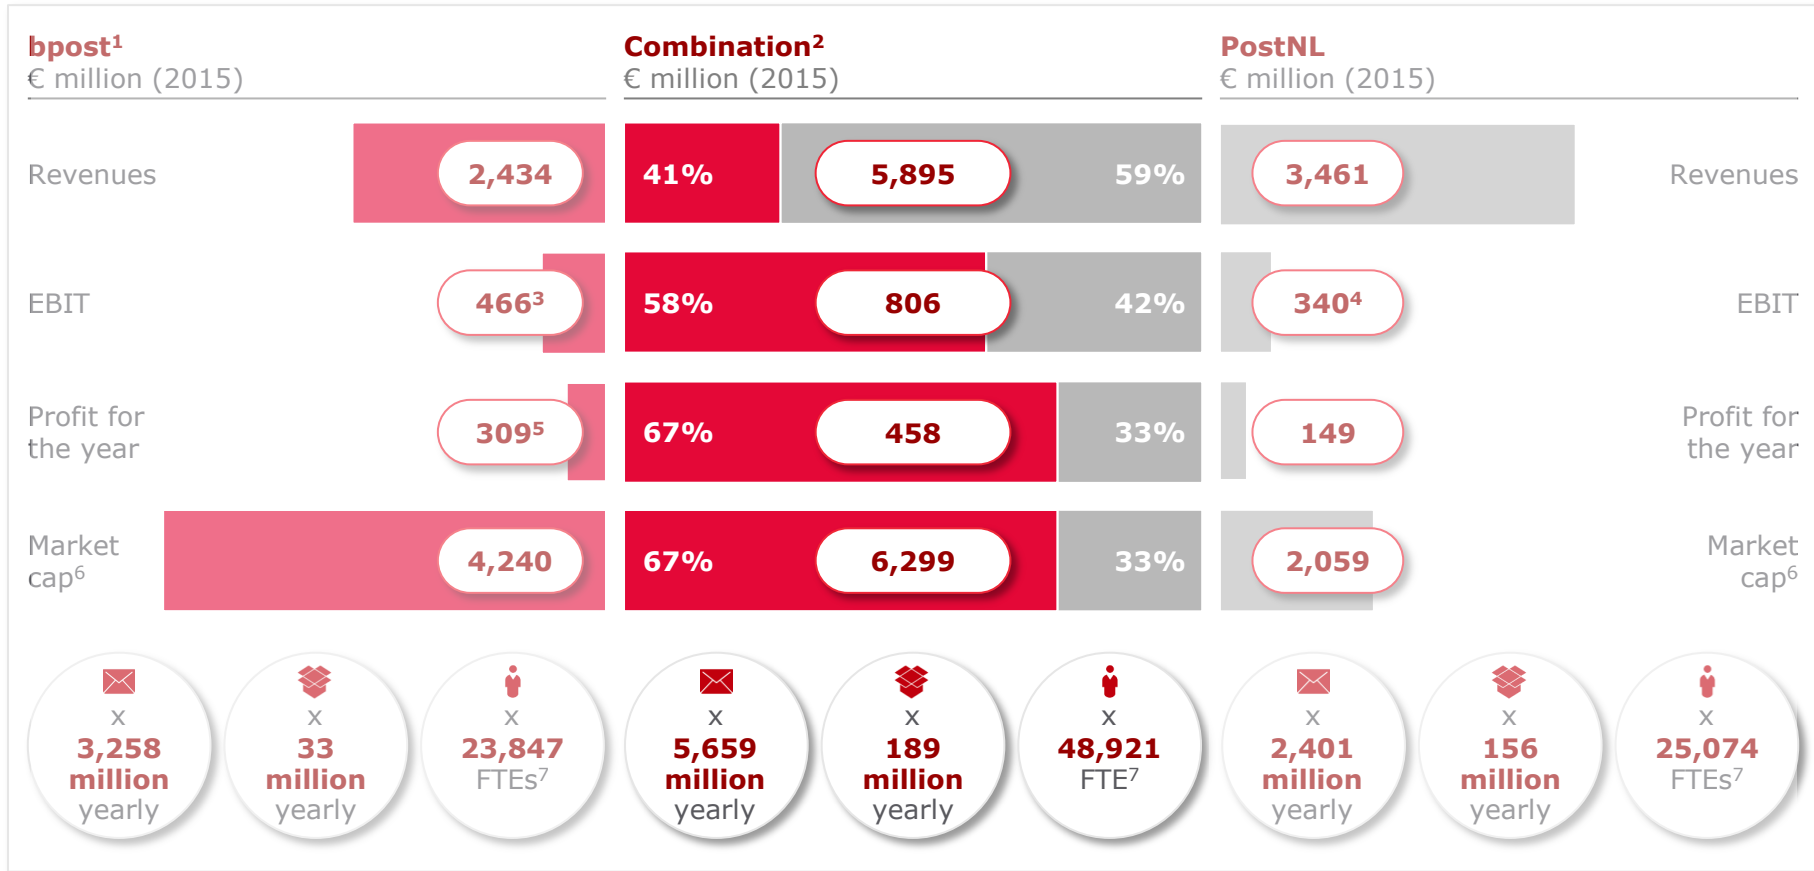 bpost¹
€ million (2015)
Combination²
€ million (2015)
PostNL
€ million (2015)
Revenues
2,434
41%
5,895
59%
3,461
Revenues
EBIT
466³
58%
806
42%
340⁴
EBIT
Profit for
the year
309⁵
67%
458
33%
149
Profit for
the year
Market
cap⁶
4,240
67%
6,299
33%
2,059
Market
cap⁶
x
3,258
million
yearly
x
33
million
yearly
x
23,847
FTEs⁷
x
5,659
million
yearly
x
189
million
yearly
x
48,921
FTE⁷
x
2,401
million
yearly
x
156
million
yearly
x
25,074
FTEs⁷